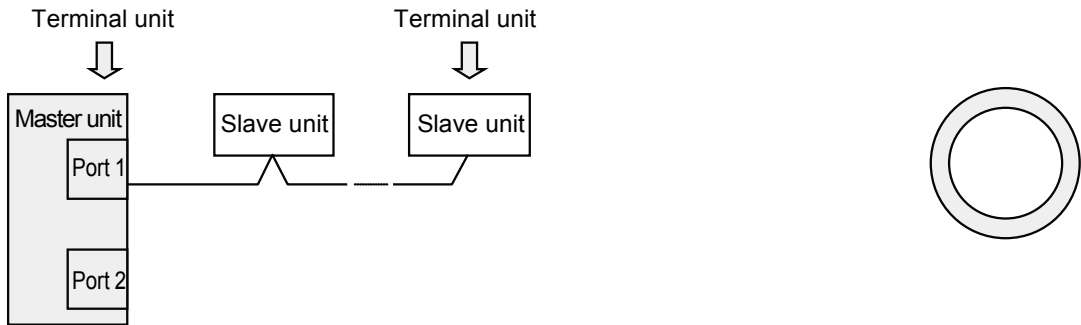 Terminal unit
Terminal unit
Master unit
Slave unit
Slave unit
Port 1
Port 2